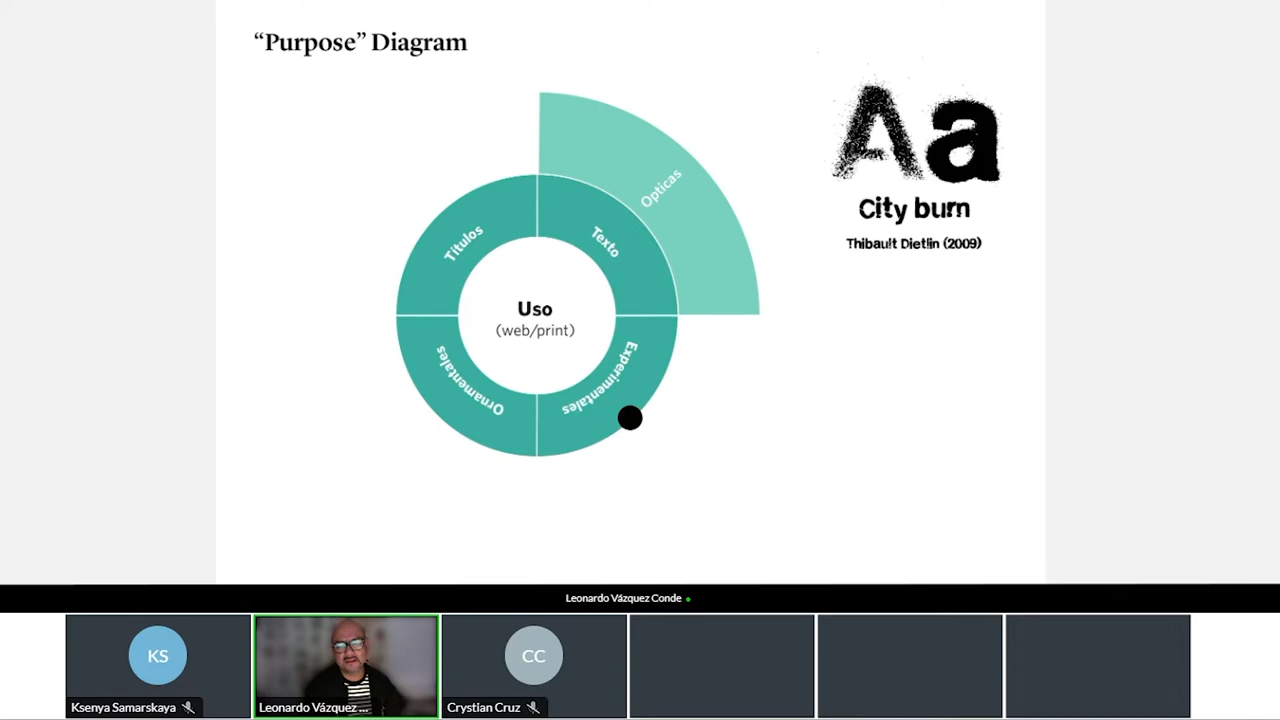 “Purpose” Diagram
Opticas
Títulos
Texto
Uso
(web/print)
Ornamentales
Experimentales
Aa
City burn
Thibault Dietlin (2009)
Leonardo Vázquez Conde
KS
CC
Ksenya Samarskaya
Leonardo Vázquez ...
Crystian Cruz